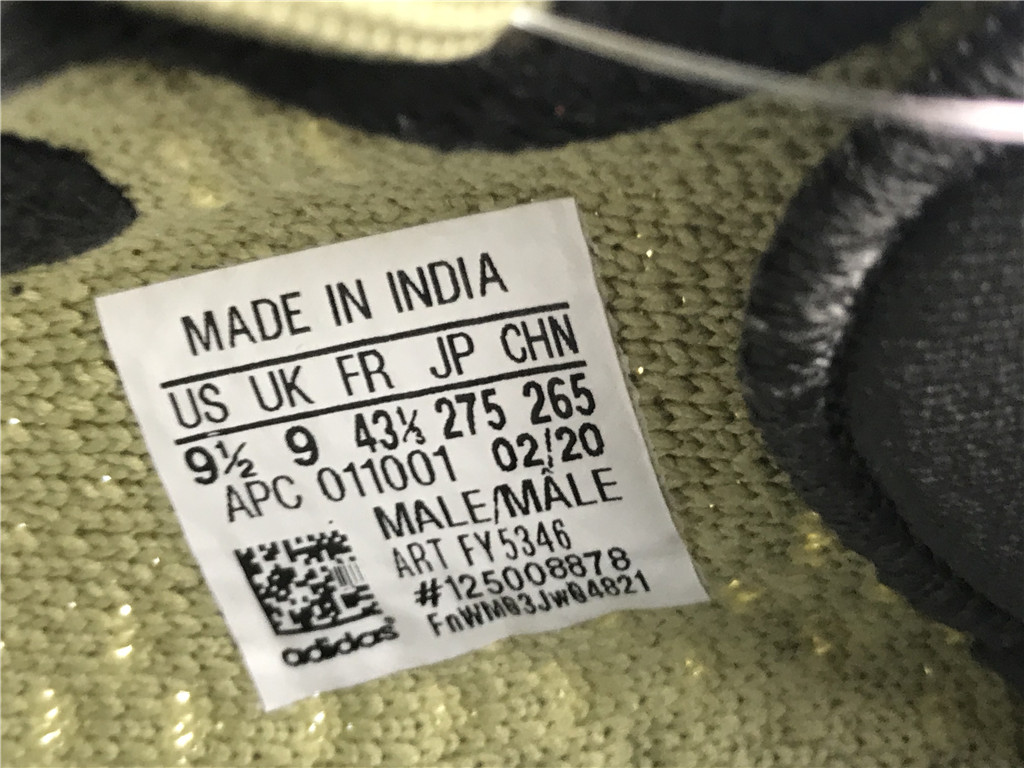 MADE IN INDIA
US UK FR JP CHN
9½ 9 43⅓ 275 265
APC 011001 02/20
MALE/MÂLE
ART FY5346
#125008878
FnWM03Jw04821
adidas